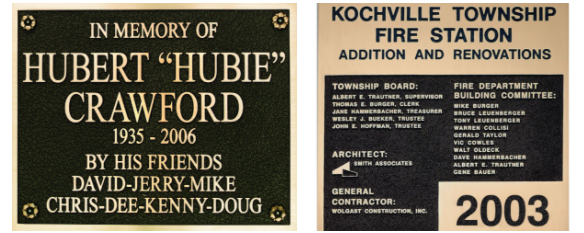 IN MEMORY OF
HUBERT “HUBIE”
CRAWFORD
1935 - 2006
BY HIS FRIENDS
DAVID-JERRY-MIKE
CHRIS-DEE-KENNY-DOUG
KOCHVILLE TOWNSHIP
FIRE STATION
ADDITION AND RENOVATIONS
TOWNSHIP BOARD:
ALBERT E. TRAUTNER, SUPERVISOR
THOMAS E. BURGER, CLERK
JANE HAMMERBACHER, TREASURER
WESLEY J. BUEKER, TRUSTEE
JOHN E. HOFFMAN, TRUSTEE
ARCHITECT:
SMITH ASSOCIATES
GENERAL
CONTRACTOR:
WOLGAST CONSTRUCTION, INC.
FIRE DEPARTMENT
BUILDING COMMITTEE:
MIKE BURGER
BRUCE LEUENBERGER
TONY LEUENBERGER
WARREN COLLISI
GERALD TAYLOR
VIC COWLES
WALT OLDECK
DAVE HAMMERBACHER
ALBERT E. TRAUTNER
GENE BAUER
2003